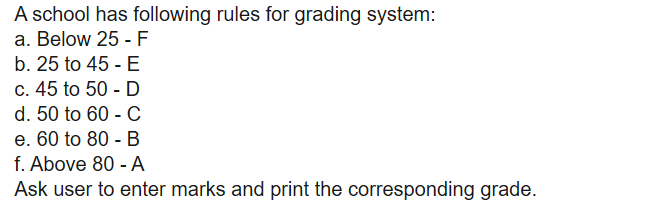 A school has following rules for grading system:
a. Below 25 - F
b. 25 to 45 - E
c. 45 to 50 - D
d. 50 to 60 - C
e. 60 to 80 - B
f. Above 80 - A
Ask user to enter marks and print the corresponding grade.